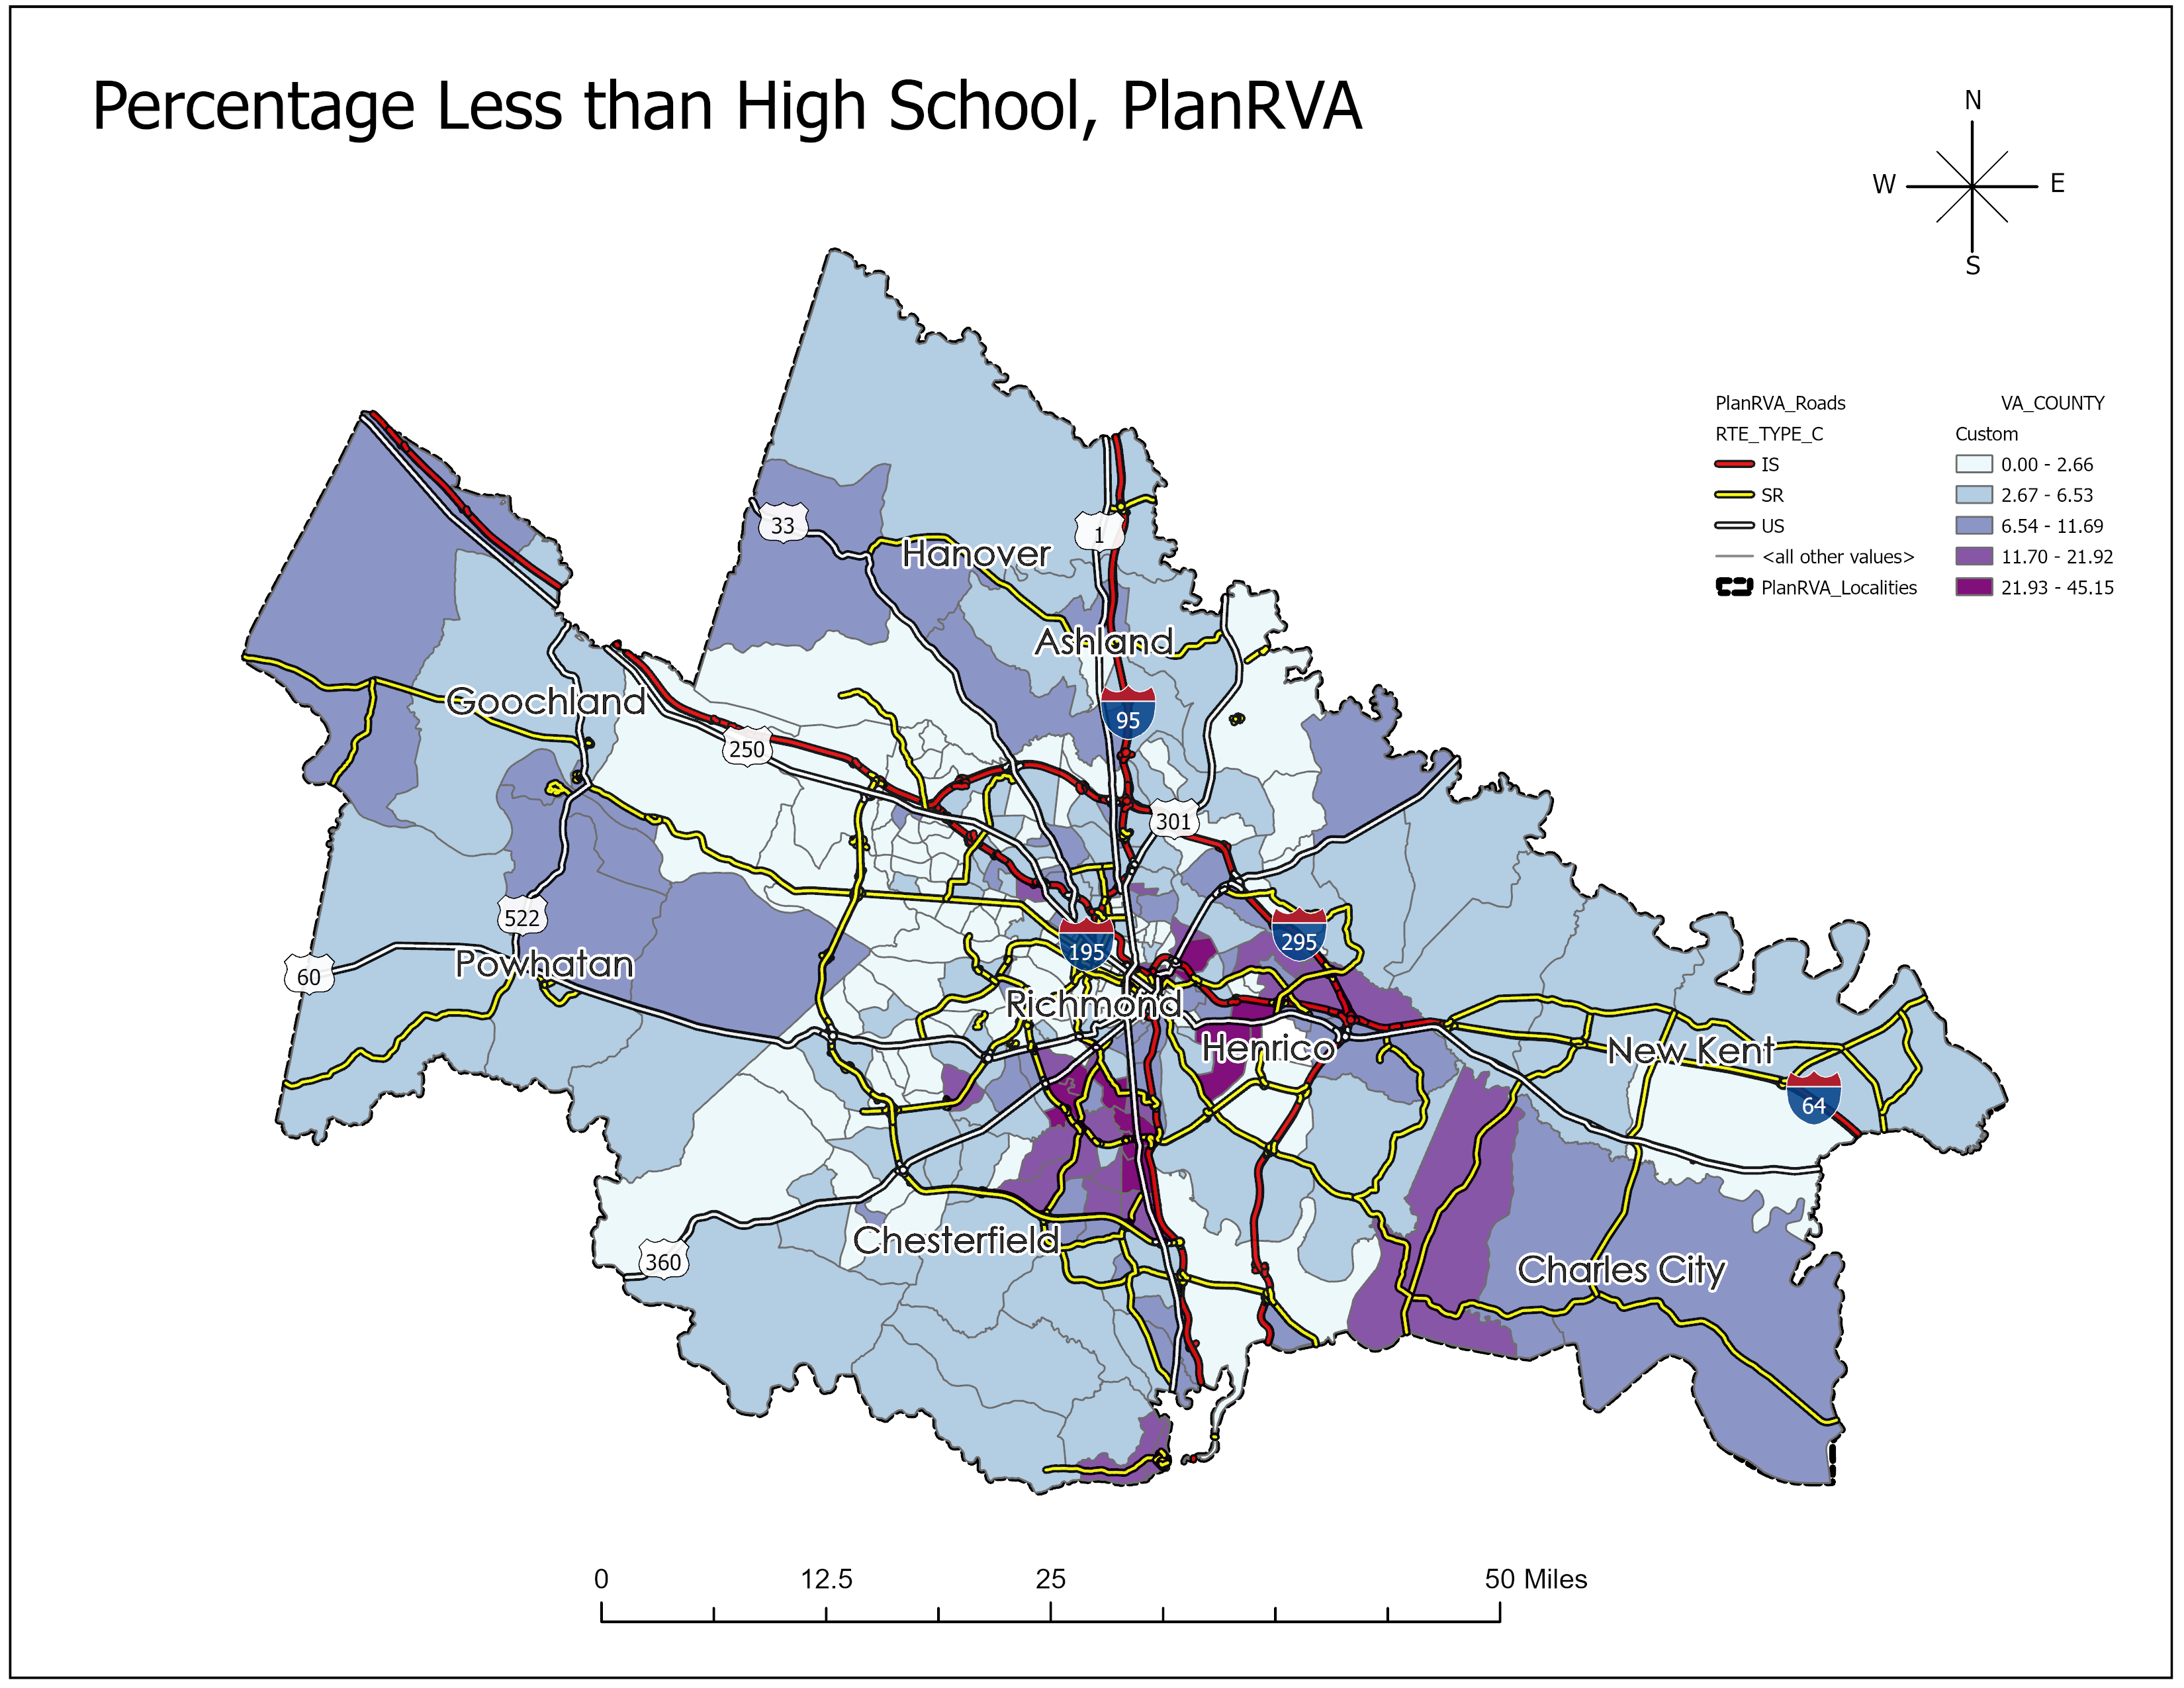 Percentage Less than High School, PlanRVA
N
W E
S
PlanRVA_Roads
RTE_TYPE_C
IS
SR
US
<all other values>
PlanRVA_Localities
VA_COUNTY
Custom
0.00 - 2.66
2.67 - 6.53
6.54 - 11.69
11.70 - 21.92
21.93 - 45.15
33
1
Hanover
Ashland
Goochland
95
250
301
522
195
295
60
Powhatan
Richmond
Henrico
New Kent
64
Chesterfield
360
Charles City
0 12.5 25 50 Miles